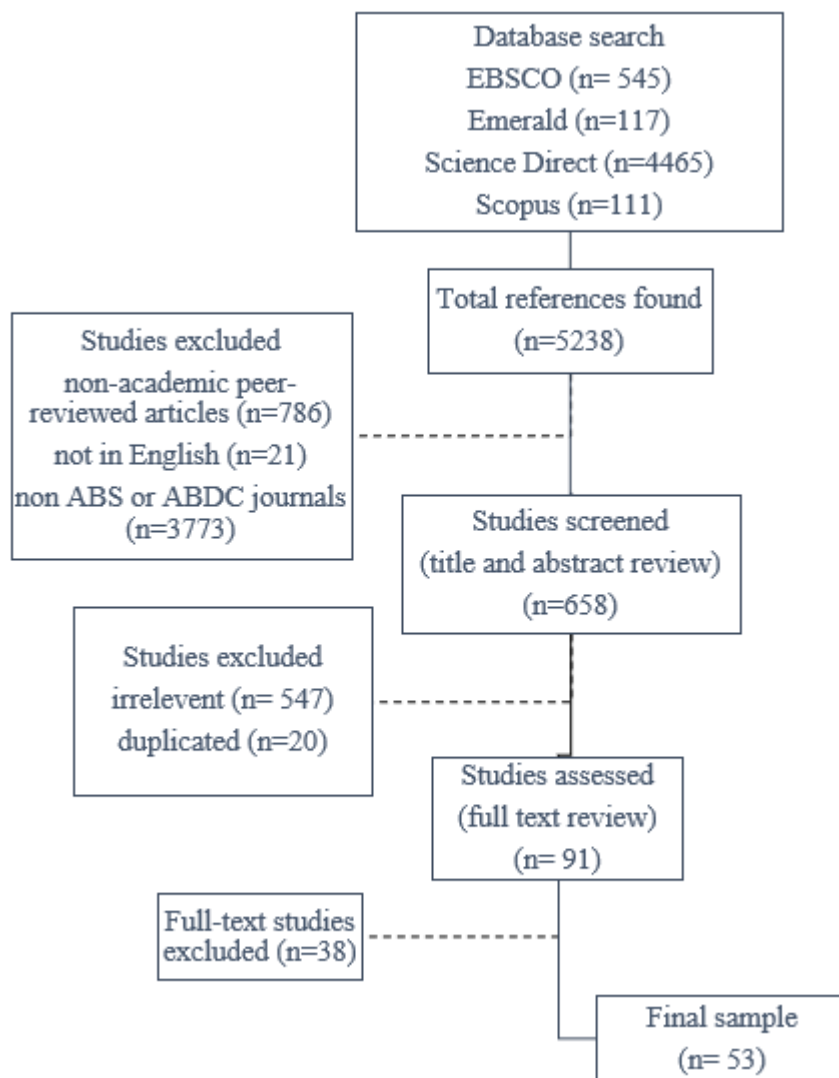 Database search
EBSCO (n= 545)
Emerald (n=117)
Science Direct (n=4465)
Scopus (n=111)
Total references found
(n=5238)
Studies excluded
non-academic peer-
reviewed articles (n=786)
not in English (n=21)
non ABS or ABDC journals
(n=3773)
Studies screened
(title and abstract review)
(n=658)
Studies excluded
irrelevent (n= 547)
duplicated (n=20)
Studies assessed
(full text review)
(n= 91)
Full-text studies
excluded (n=38)
Final sample
(n= 53)